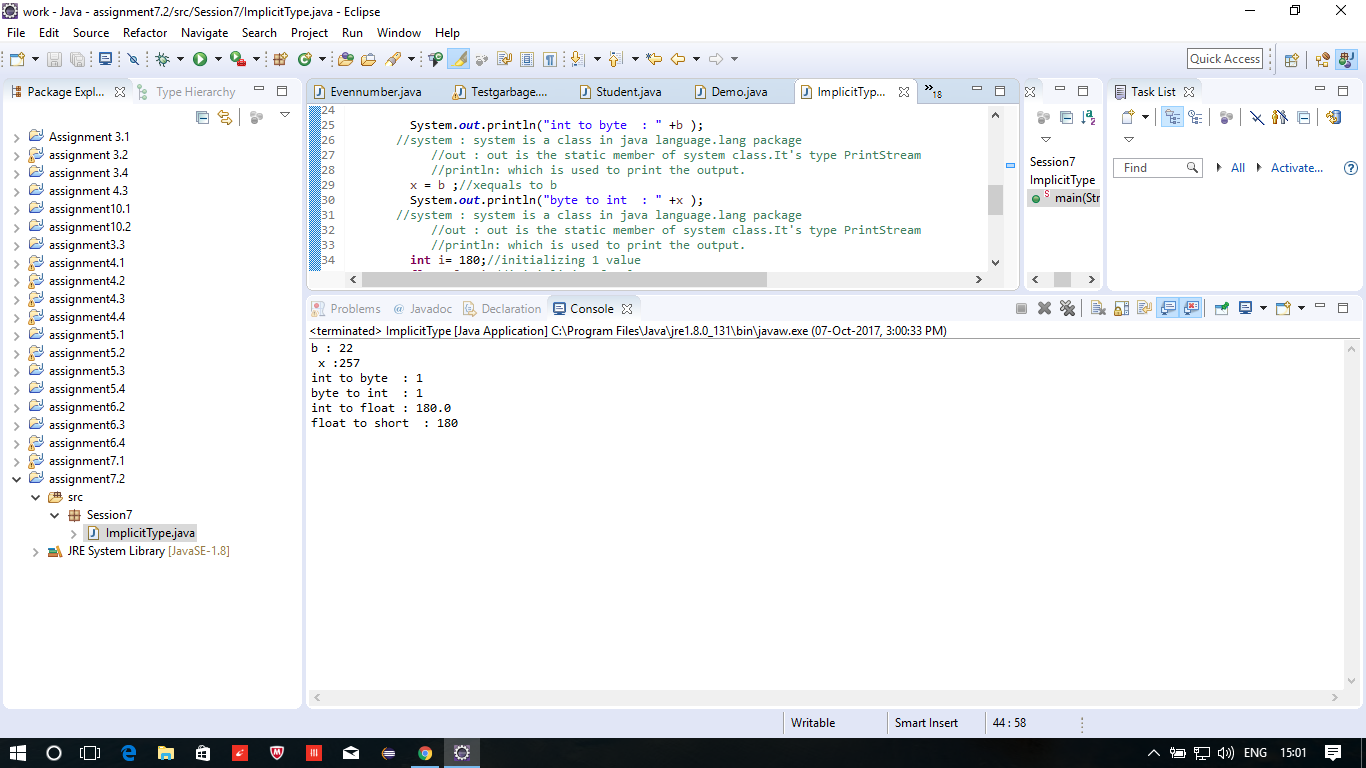 work - Java - assignment7.2/src/Session7/ImplicitType.java - Eclipse
File Edit Source Refactor Navigate Search Project Run Window Help
Quick Access
Package Expl... Type Hierarchy
Assignment 3.1
assignment 3.2
assignment 3.4
assignment 4.3
assignment10.1
assignment10.2
assignment3.3
assignment4.1
assignment4.2
assignment4.3
assignment4.4
assignment5.1
assignment5.2
assignment5.3
assignment5.4
assignment6.2
assignment6.3
assignment6.4
assignment7.1
assignment7.2
src
Session7
ImplicitType.java
JRE System Library [JavaSE-1.8]
Evennumber.java Testgarbage.... Student.java Demo.java ImplicitTyp... »18
24
25 System.out.println("int to byte  : " +b );
26 //system : system is a class in java language.lang package
27 //out : out is the static member of system class.It's type PrintStream
28 //println: which is used to print the output.
29 x = b ;//xequals to b
30 System.out.println("byte to int  : " +x );
31 //system : system is a class in java language.lang package
32 //out : out is the static member of system class.It's type PrintStream
33 //println: which is used to print the output.
34 int i= 180;//initializing 1 value
Session7
ImplicitType
S main(Str
Task List
Find All Activate...
Problems @ Javadoc Declaration Console
<terminated> ImplicitType [Java Application] C:\Program Files\Java\jre1.8.0_131\bin\javaw.exe (07-Oct-2017, 3:00:33 PM)
b : 22
x :257
int to byte  : 1
byte to int  : 1
int to float : 180.0
float to short  : 180
Writable Smart Insert 44 : 58
ENG 15:01